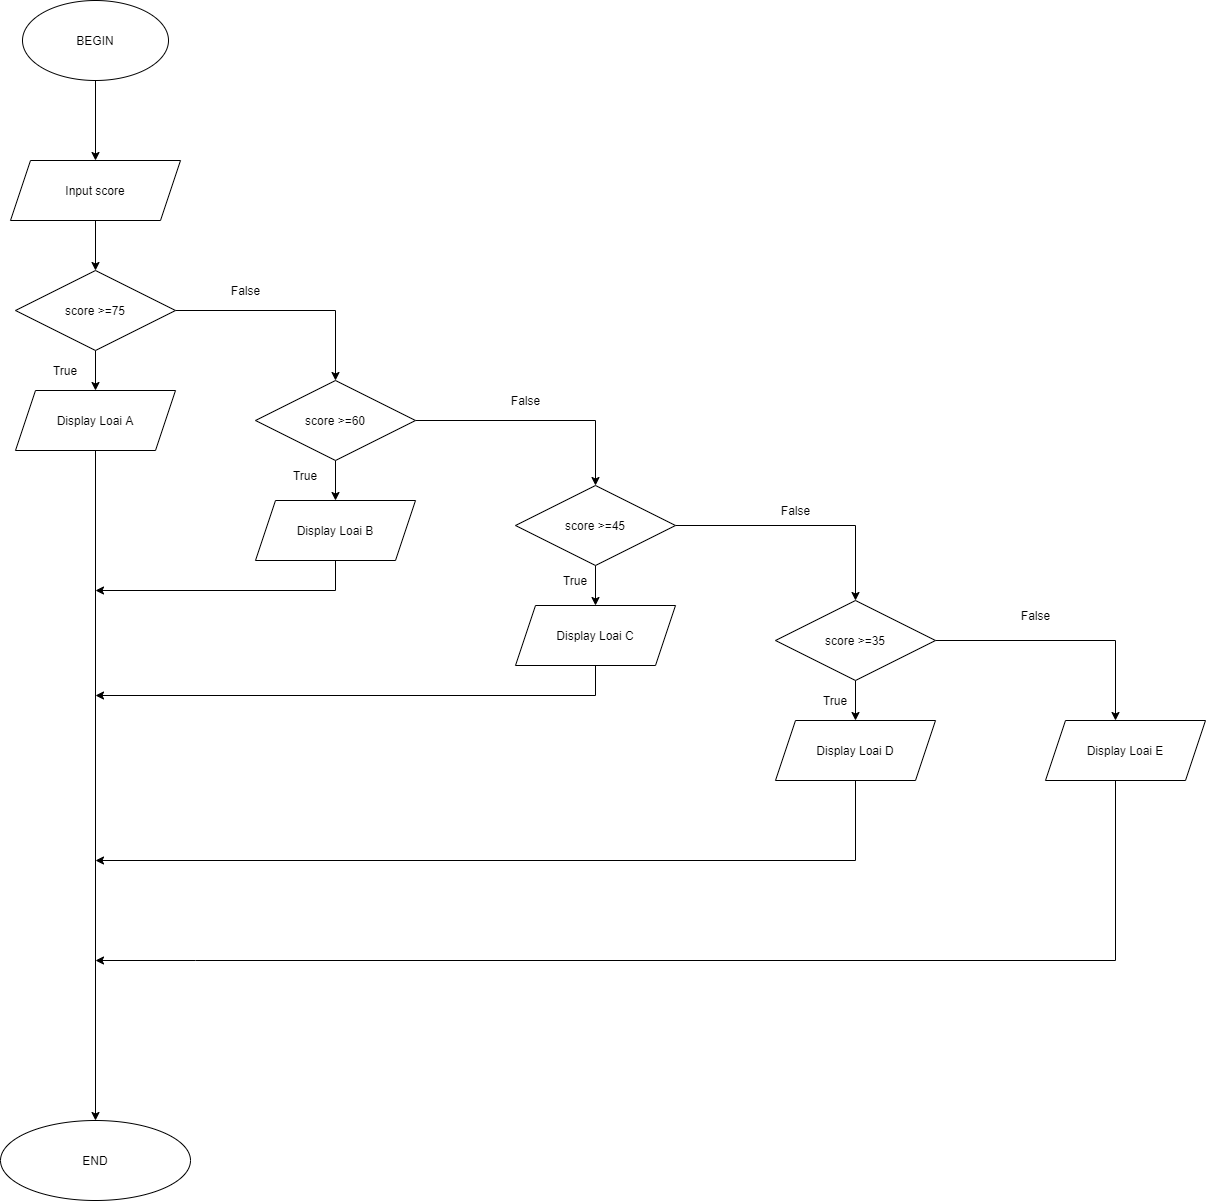 BEGIN
Input score
False
score >=75
True
Display Loai A
False
score >=60
True
Display Loai B
False
score >=45
True
Display Loai C
False
score >=35
True
Display Loai D
Display Loai E
END